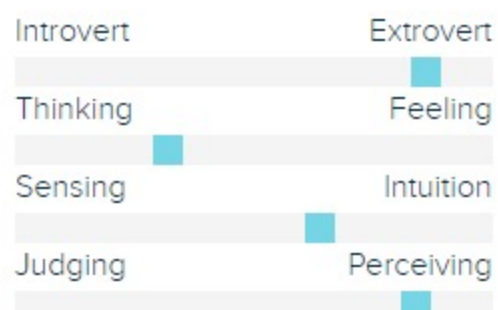 Introvert Extrovert
Thinking Feeling
Sensing Intuition
Judging Perceiving